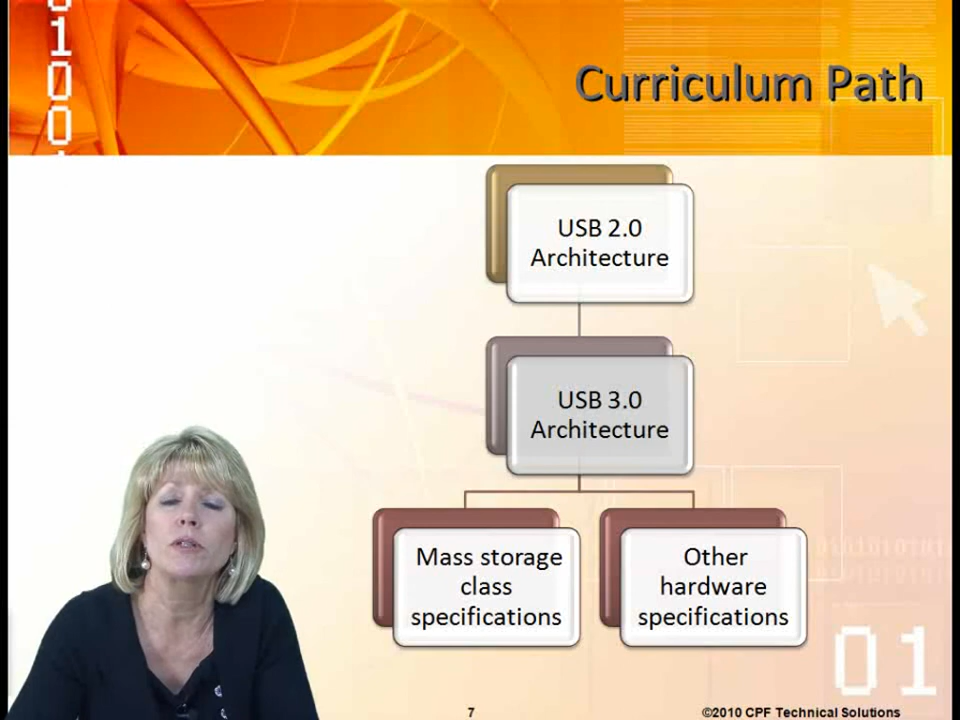 Curriculum Path
USB 2.0
Architecture
USB 3.0
Architecture
Mass storage
class
specifications
Other
hardware
specifications
7
©2010 CPF Technical Solutions